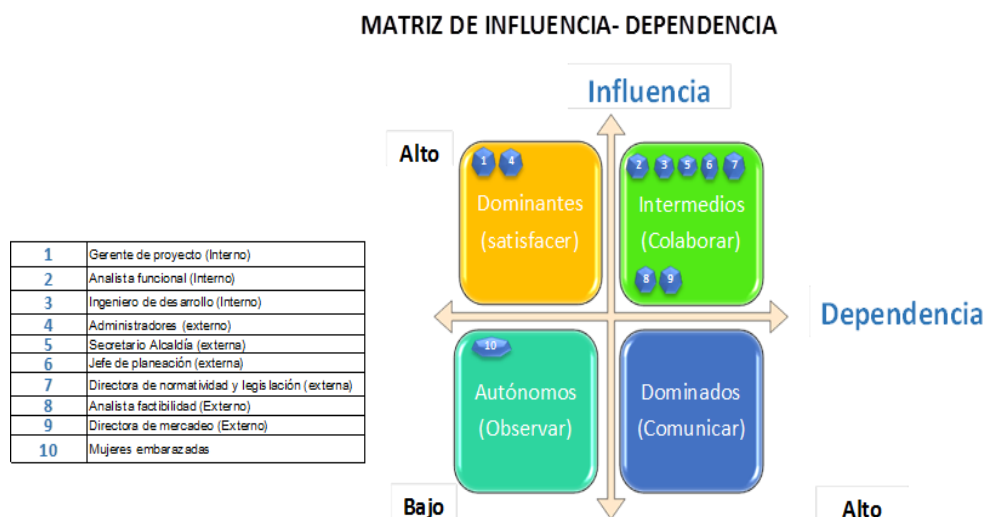 MATRIZ DE INFLUENCIA- DEPENDENCIA
Influencia
Alto
1 4
Dominantes
(satisfacer)
2 3 5 6 7
Intermedios
(Colaborar)
8 9
1 Gerente de proyecto (Interno)
2 Analista funcional (Interno)
3 Ingeniero de desarrollo (Interno)
4 Administradores (externo)
5 Secretario Alcaldía (externa)
6 Jefe de planeación (externa)
7 Directora de normatividad y legislación (externa)
8 Analista factibilidad (Externo)
9 Directora de mercadeo (Externo)
10 Mujeres embarazadas
Dependencia
10
Autónomos
(Observar)
Dominados
(Comunicar)
Bajo
Alto